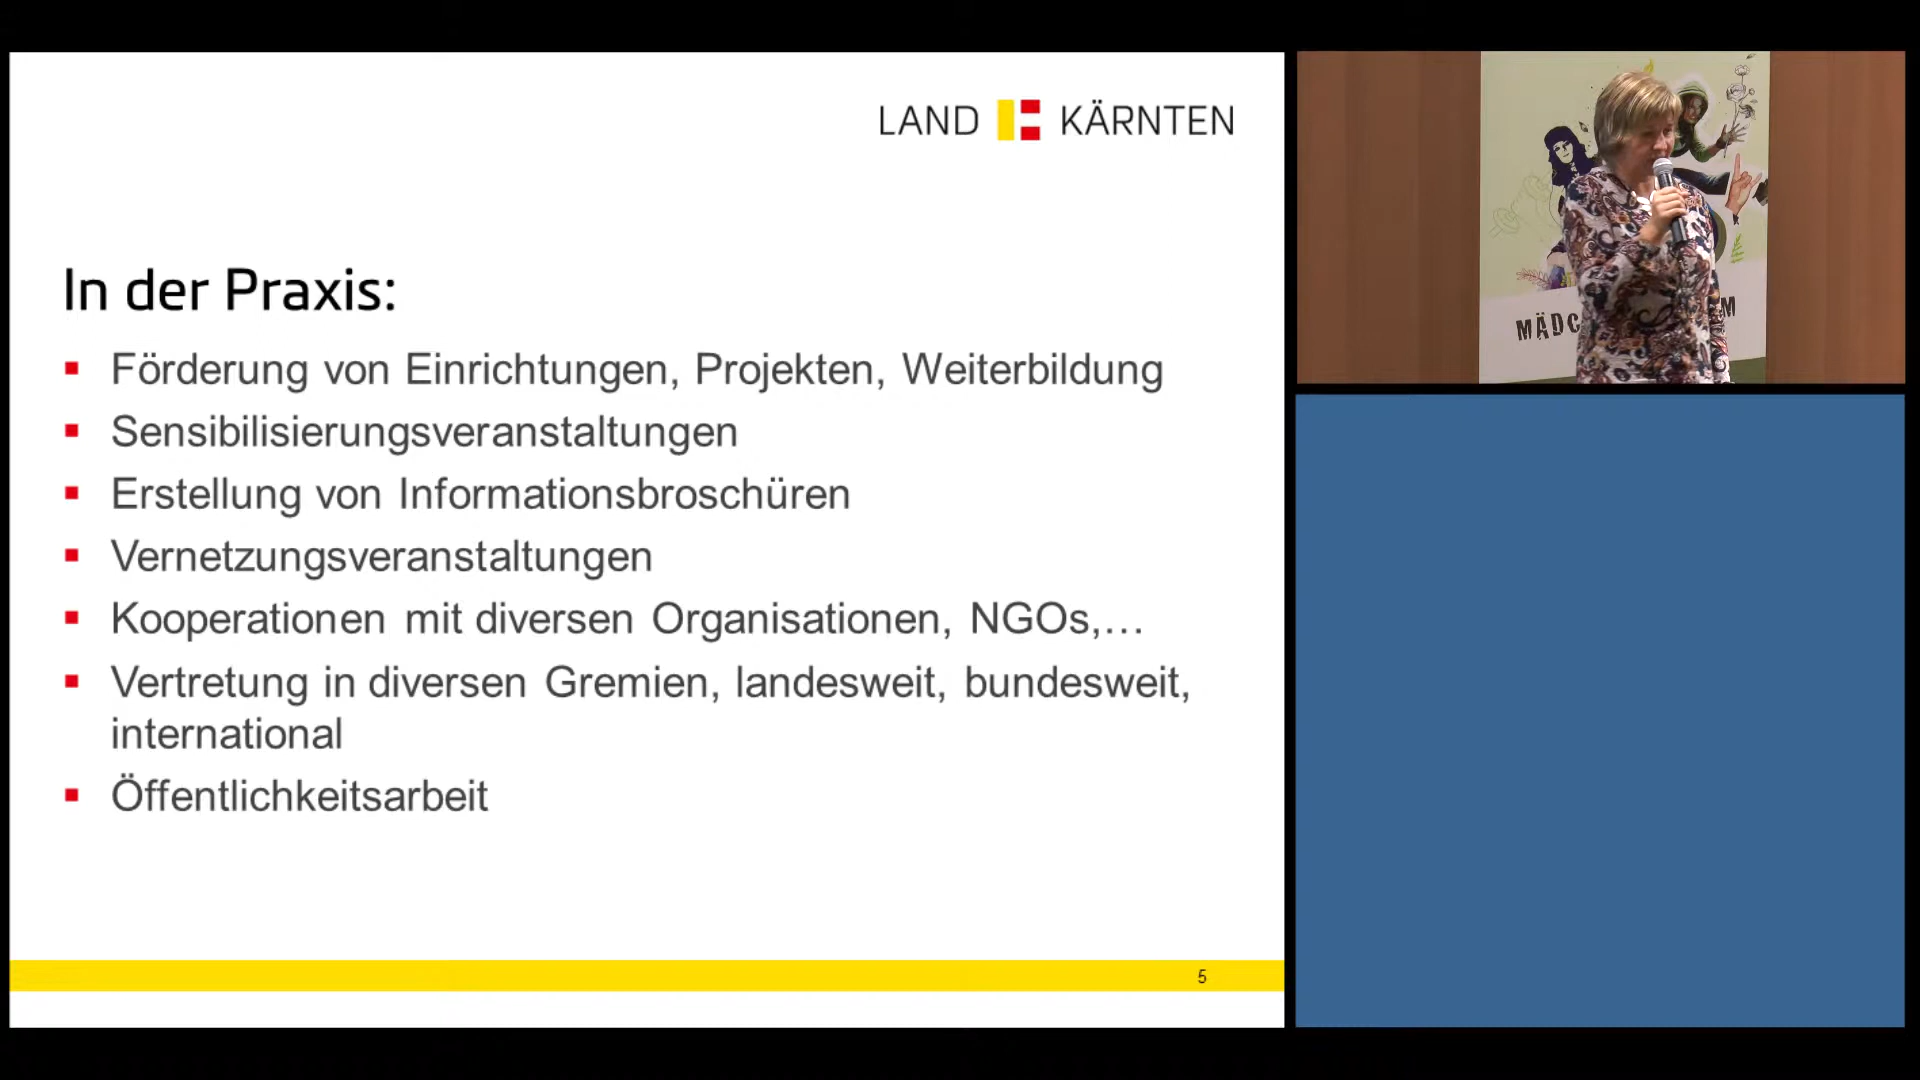 LAND KÄRNTEN
In der Praxis:
Förderung von Einrichtungen, Projekten, Weiterbildung
Sensibilisierungsveranstaltungen
Erstellung von Informationsbroschüren
Vernetzungsveranstaltungen
Kooperationen mit diversen Organisationen, NGOs,…
Vertretung in diversen Gremien, landesweit, bundesweit,
international
Öffentlichkeitsarbeit
5